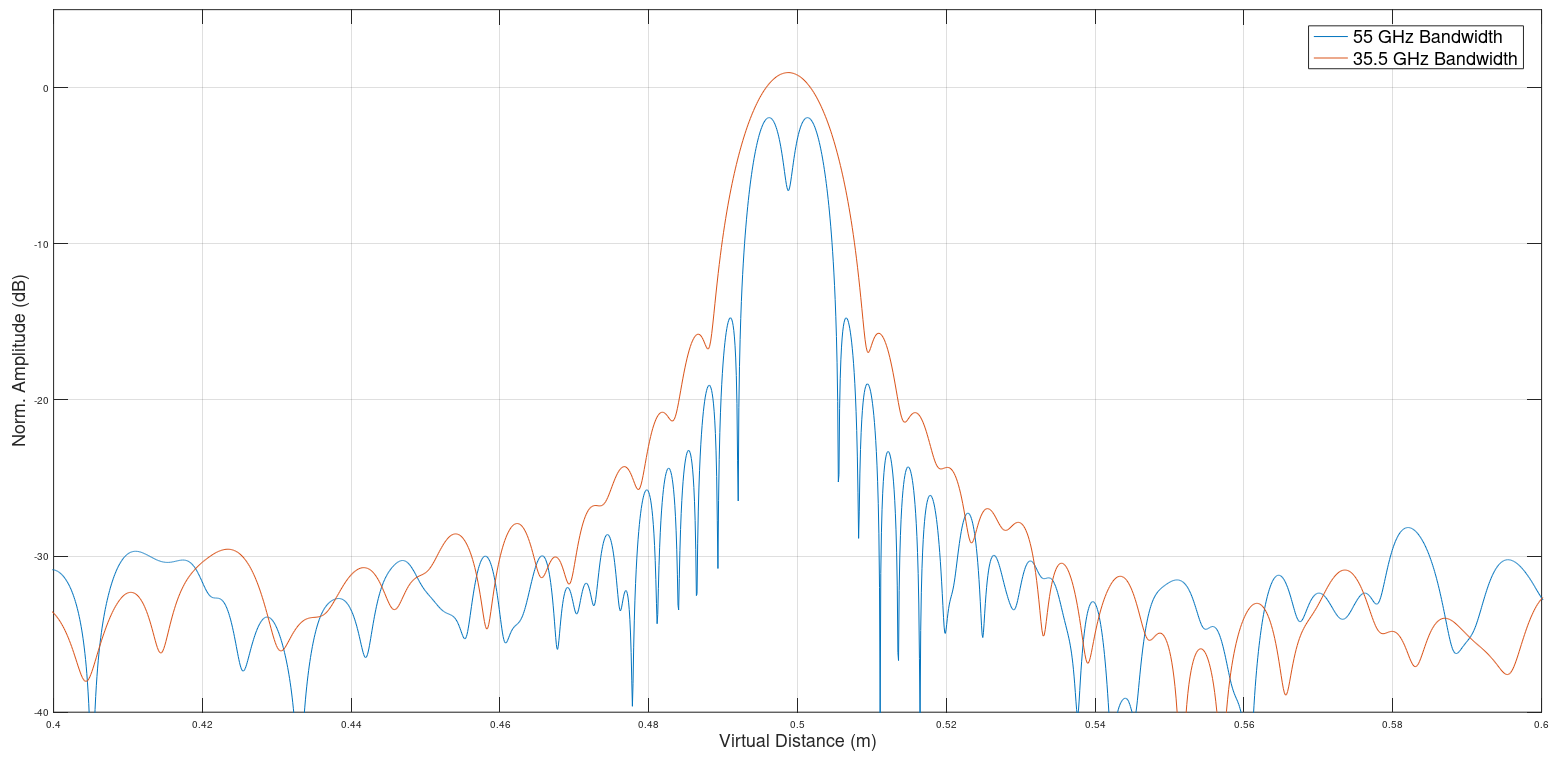 55 GHz Bandwidth
35.5 GHz Bandwidth
0
-10
-20
-30
-40
Norm. Amplitude (dB)
0.4 0.42 0.44 0.46 0.48 0.5 0.52 0.54 0.56 0.58 0.6
Virtual Distance (m)